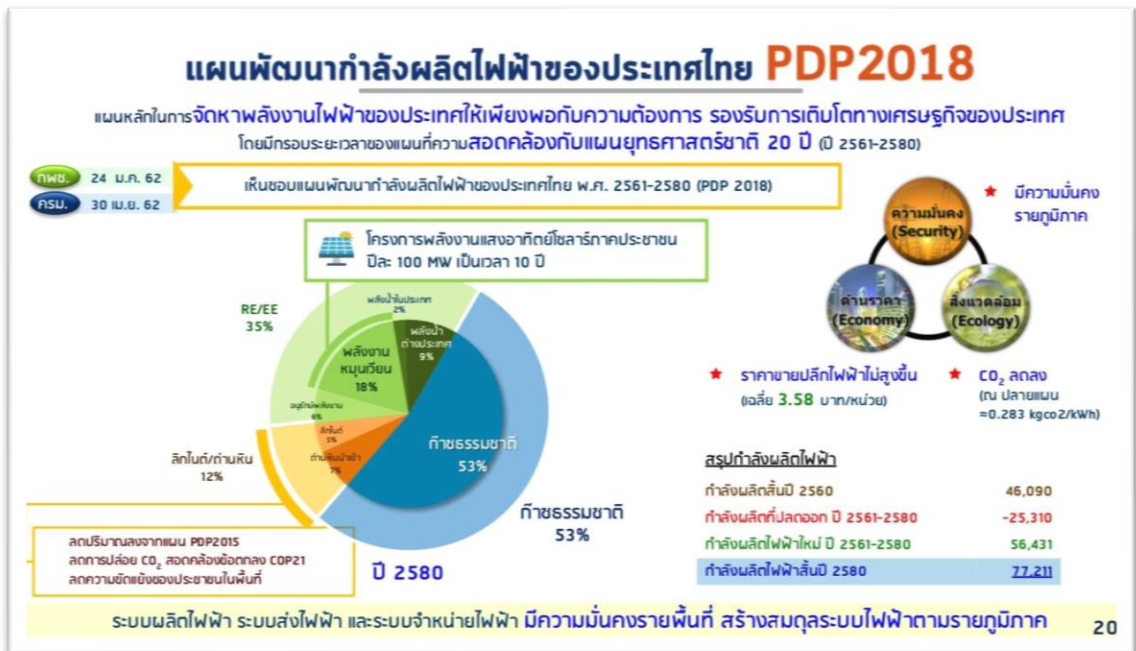 แผนพัฒนากำลังผลิตไฟฟ้าของประเทศไทย PDP2018
แผนหลักในการจัดหาพลังงานไฟฟ้าของประเทศให้เพียงพอกับความต้องการ รองรับการเติบโตทางเศรษฐกิจของประเทศ
โดยมีกรอบระยะเวลาของแผนที่ความสอดคล้องกับแผนยุทธศาสตร์ชาติ 20 ปี (ปี 2561-2580)
กพช. 24 ม.ค. 62
ครม. 30 เม.ย. 62
เห็นชอบแผนพัฒนากำลังผลิตไฟฟ้าของประเทศไทย พ.ศ. 2561-2580 (PDP 2018)
โครงการพลังงานแสงอาทิตย์โซลาร์ภาคประชาชน
ปีละ 100 MW เป็นเวลา 10 ปี
RE/EE
35%
พลังน้ำในประเทศ
2%
พลังน้ำ
ต่างประเทศ
9%
พลังงาน
หมุนเวียน
18%
อนุรักษ์พลังงาน
6%
ลิกไนต์
5%
ถ่านหินนำเข้า
7%
ก๊าซธรรมชาติ
53%
ลิกไนต์/ถ่านหิน
12%
ก๊าซธรรมชาติ
53%
ลดปริมาณลงจากแผน PDP2015
ลดการปล่อย CO2 สอดคล้องข้อตกลง COP21
ลดความขัดแย้งของประชาชนในพื้นที่
ปี 2580
ความมั่นคง
(Security)
★ มีความมั่นคง
รายภูมิภาค
ด้านราคา
(Economy)
สิ่งแวดล้อม
(Ecology)
★ ราคาขายปลีกไฟฟ้าไม่สูงขึ้น
(เฉลี่ย 3.58 บาท/หน่วย)
★ CO2 ลดลง
(ณ ปลายแผน
≈0.283 kgco2/kWh)
สรุปกำลังผลิตไฟฟ้า
กำลังผลิตสิ้นปี 2560 46,090
กำลังผลิตที่ปลดออก ปี 2561-2580 -25,310
กำลังผลิตไฟฟ้าใหม่ ปี 2561-2580 56,431
กำลังผลิตไฟฟ้าสิ้นปี 2580 77,211
ระบบผลิตไฟฟ้า ระบบส่งไฟฟ้า และระบบจำหน่ายไฟฟ้า มีความมั่นคงรายพื้นที่ สร้างสมดุลระบบไฟฟ้าตามรายภูมิภาค
20